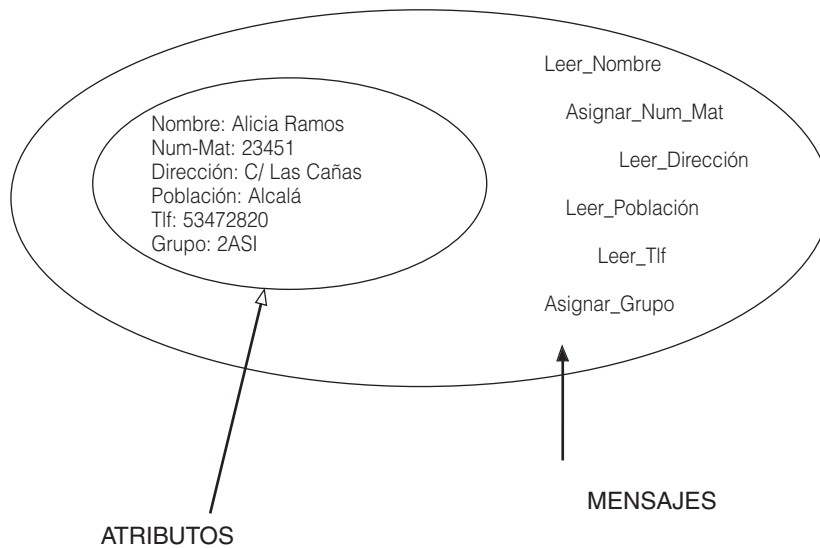 Nombre: Alicia Ramos
Num-Mat: 23451
Dirección: C/ Las Cañas
Población: Alcalá
Tlf: 53472820
Grupo: 2ASI
Leer_Nombre
Asignar_Num_Mat
Leer_Dirección
Leer_Población
Leer_Tlf
Asignar_Grupo
ATRIBUTOS
MENSAJES